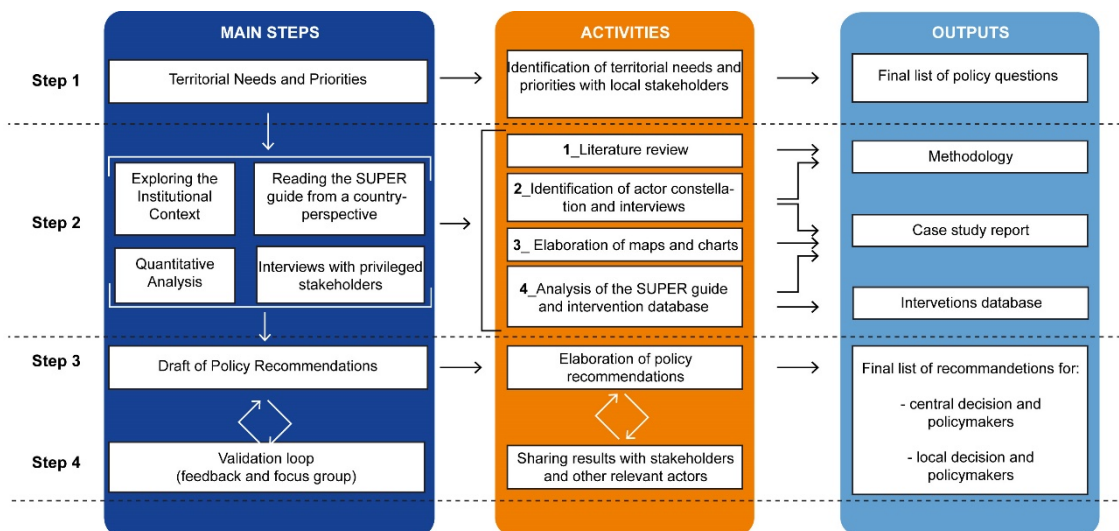 MAIN STEPS
ACTIVITIES
OUTPUTS
Step 1
Territorial Needs and Priorities
Identification of territorial needs and
priorities with local stakeholders
Final list of policy questions
Step 2
Exploring the
Institutional
Context
Reading the SUPER
guide from a country-
perspective
Quantitative
Analysis
Interviews with privileged
stakeholders
1_Literature review
2_Identification of actor constella-
tion and interviews
3_ Elaboration of maps and charts
4_Analysis of the SUPER guide
and intervention database
Methodology
Case study report
Intervetions database
Step 3
Draft of Policy Recommendations
Elaboration of policy
recommendations
Final list of recommandetions for:
- central decision and
policymakers
- local decision and
policymakers
Step 4
Validation loop
(feedback and focus group)
Sharing results with stakeholders
and other relevant actors